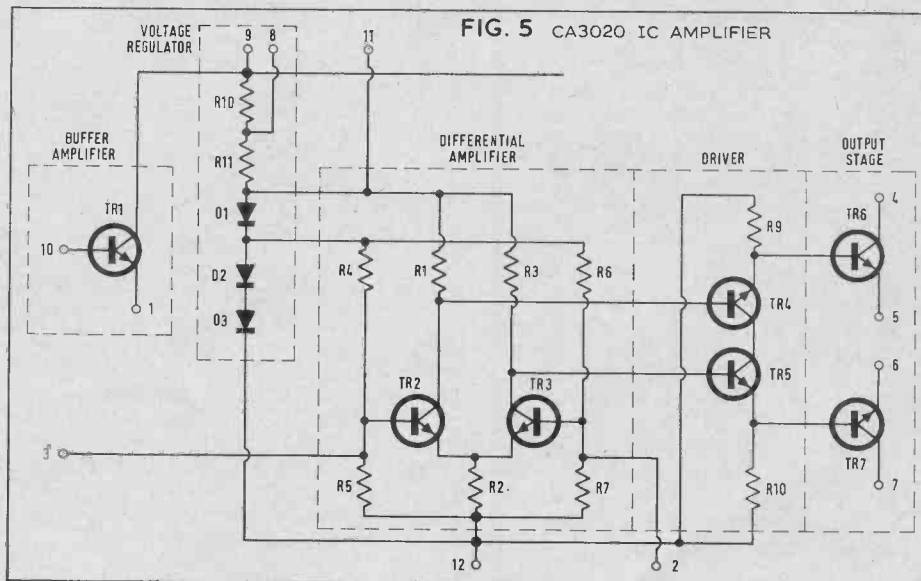 FIG. 5 CA3020 IC AMPLIFIER
VOLTAGE
REGULATOR
9
8
11
R10
BUFFER
AMPLIFIER
R11
DIFFERENTIAL
AMPLIFIER
DRIVER
OUTPUT
STAGE
TR1
D1
4
R9
TR6
10
R4
R1
R3
R6
D2
1
D3
TR4
5
6
TR2
TR3
TR5
3
R5
R2
R7
R10
TR7
7
12
2